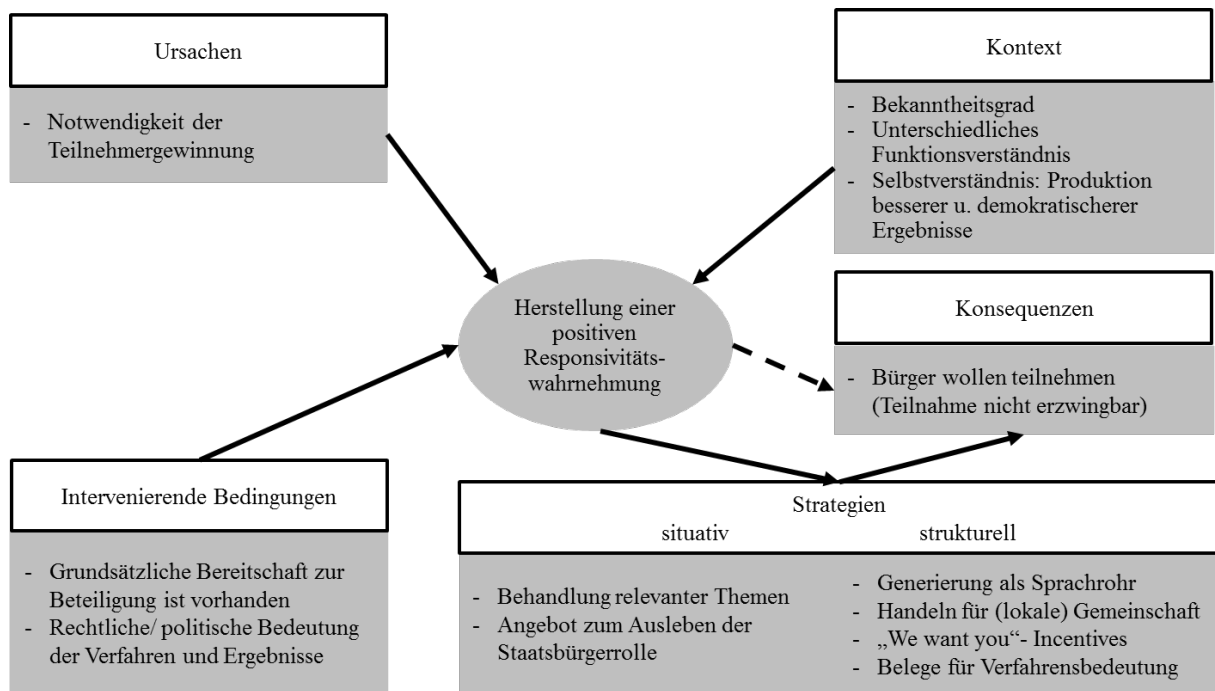 Ursachen
- Notwendigkeit der
Teilnehmergewinnung
Kontext
- Bekanntheitsgrad
- Unterschiedliches
Funktionsverständnis
- Selbstverständnis: Produktion
besserer u. demokratischerer
Ergebnisse
Herstellung einer
positiven
Responsivitäts-
wahrnehmung
Konsequenzen
- Bürger wollen teilnehmen
(Teilnahme nicht erzwingbar)
Intervenierende Bedingungen
- Grundsätzliche Bereitschaft zur
Beteiligung ist vorhanden
- Rechtliche/ politische Bedeutung
der Verfahren und Ergebnisse
Strategien
situativ strukturell
- Behandlung relevanter Themen
- Angebot zum Ausleben der
Staatsbürgerrolle
- Generierung als Sprachrohr
- Handeln für (lokale) Gemeinschaft
- „We want you“- Incentives
- Belege für Verfahrensbedeutung